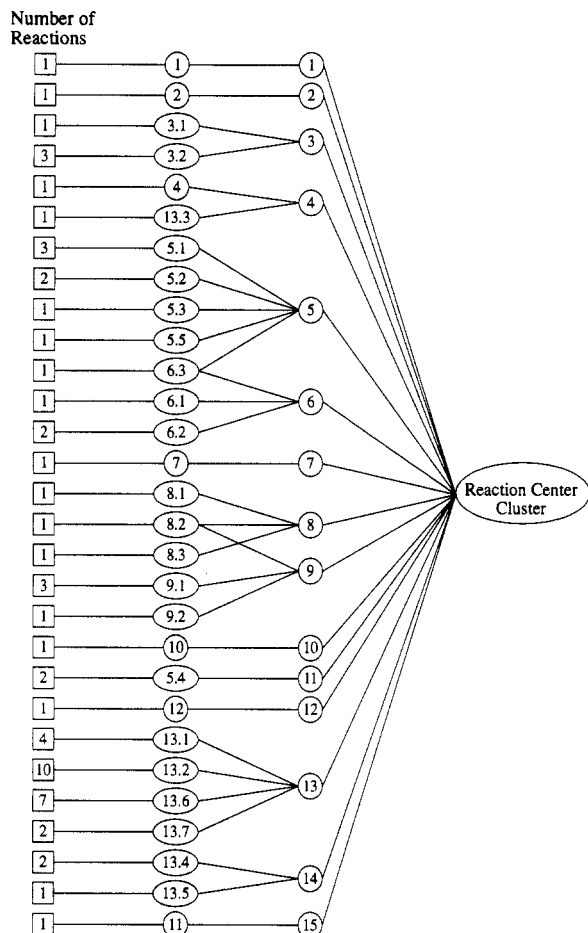 Number of
Reactions
1 1 1
1 2 2
1 3.1
3
3 3.2
1 4
4
1 13.3
3 5.1
2 5.2
1 5.3 5
1 5.5
1 6.3
1 6.1 6
2 6.2
1 7 7
1 8.1
Reaction Center
Cluster
1 8.2 8
1 8.3
9
3 9.1
1 9.2
1 10 10
2 5.4 11
1 12 12
4 13.1
10 13.2
13
7 13.6
2 13.7
2 13.4
14
1 13.5
1 11 15